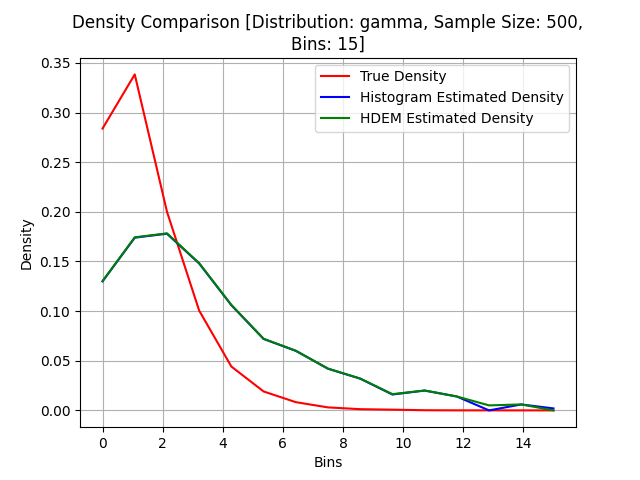 Density Comparison [Distribution: gamma, Sample Size: 500,
Bins: 15]
True Density
Histogram Estimated Density
HDEM Estimated Density
Density
0.35
0.30
0.25
0.20
0.15
0.10
0.05
0.00
0 2 4 6 8 10 12 14
Bins